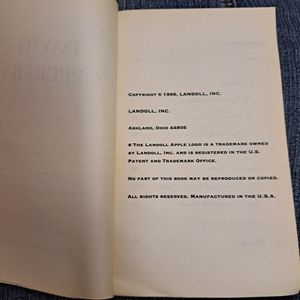 DAVID
COPPERFIELD
COPYRIGHT © 1995, LANDOLL, INC.
LANDOLL, INC.
ASHLAND, OHIO 44805
® THE LANDOLL APPLE LOGO IS A TRADEMARK OWNED
BY LANDOLL, INC. AND IS REGISTERED IN THE U.S.
PATENT AND TRADEMARK OFFICE.
NO PART OF THIS BOOK MAY BE REPRODUCED OR COPIED.
ALL RIGHTS RESERVED. MANUFACTURED IN THE U.S.A.